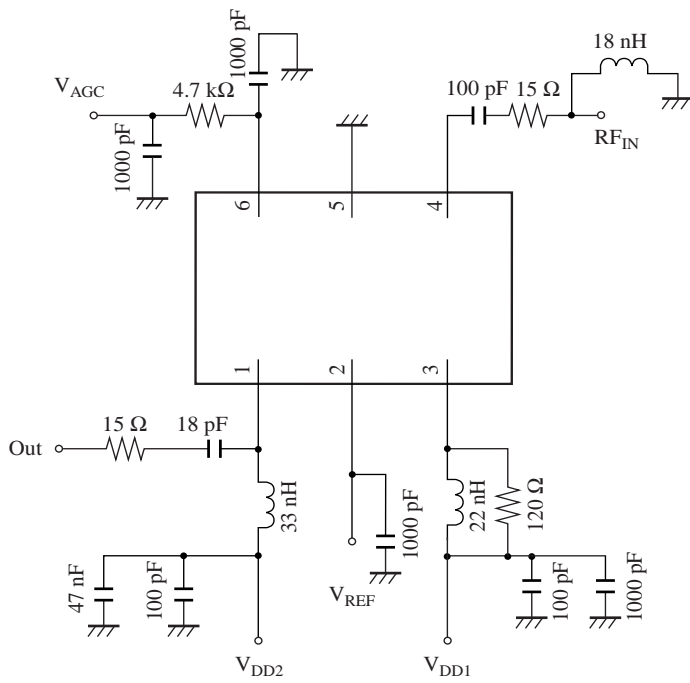 18 nH
1000 pF
V_AGC
4.7 kΩ
100 pF
15 Ω
RF_IN
1000 pF
6
5
4
1
2
3
15 Ω
18 pF
Out
33 nH
1000 pF
22 nH
120 Ω
47 nF
100 pF
V_REF
100 pF
1000 pF
V_DD2
V_DD1